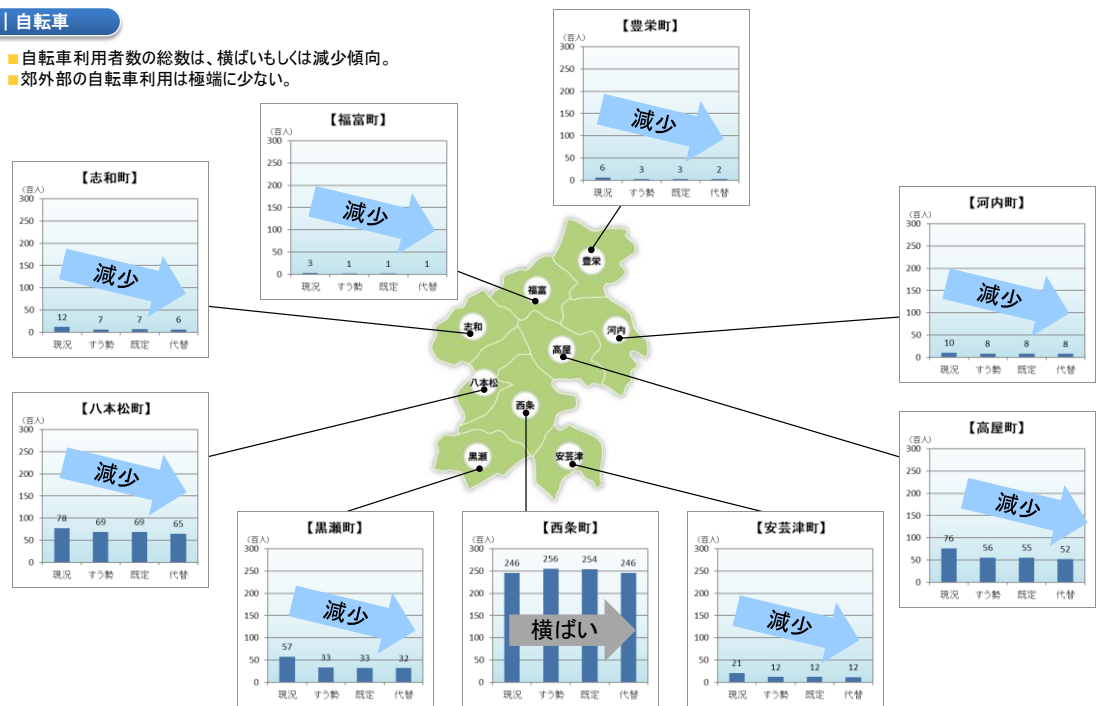 自転車
■自転車利用者数の総数は、横ばいもしくは減少傾向。
■郊外部の自転車利用は極端に少ない。
【豊栄町】
(百人)
300
250
200
150
100
50
0
減少
6 3 3 2
現況 すう勢 既定 代替
【福富町】
(百人)
300
250
200
150
100
50
0
減少
3 1 1 1
現況 すう勢 既定 代替
【志和町】
(百人)
300
250
200
150
100
50
0
減少
12 7 7 6
現況 すう勢 既定 代替
【河内町】
(百人)
300
250
200
150
100
50
0
減少
10 8 8 8
現況 すう勢 既定 代替
豊栄
福富
志和
河内
高屋
八本松
西条
黒瀬
安芸津
【八本松町】
(百人)
300
250
200
150
100
50
0
減少
78 69 69 65
現況 すう勢 既定 代替
【高屋町】
(百人)
300
250
200
150
100
50
0
減少
76 56 55 52
現況 すう勢 既定 代替
【黒瀬町】
(百人)
300
250
200
150
100
50
0
減少
57 33 33 32
現況 すう勢 既定 代替
【西条町】
(百人)
300
250
200
150
100
50
0
246 256 254 246
横ばい
現況 すう勢 既定 代替
【安芸津町】
(百人)
300
250
200
150
100
50
0
減少
21 12 12 12
現況 すう勢 既定 代替